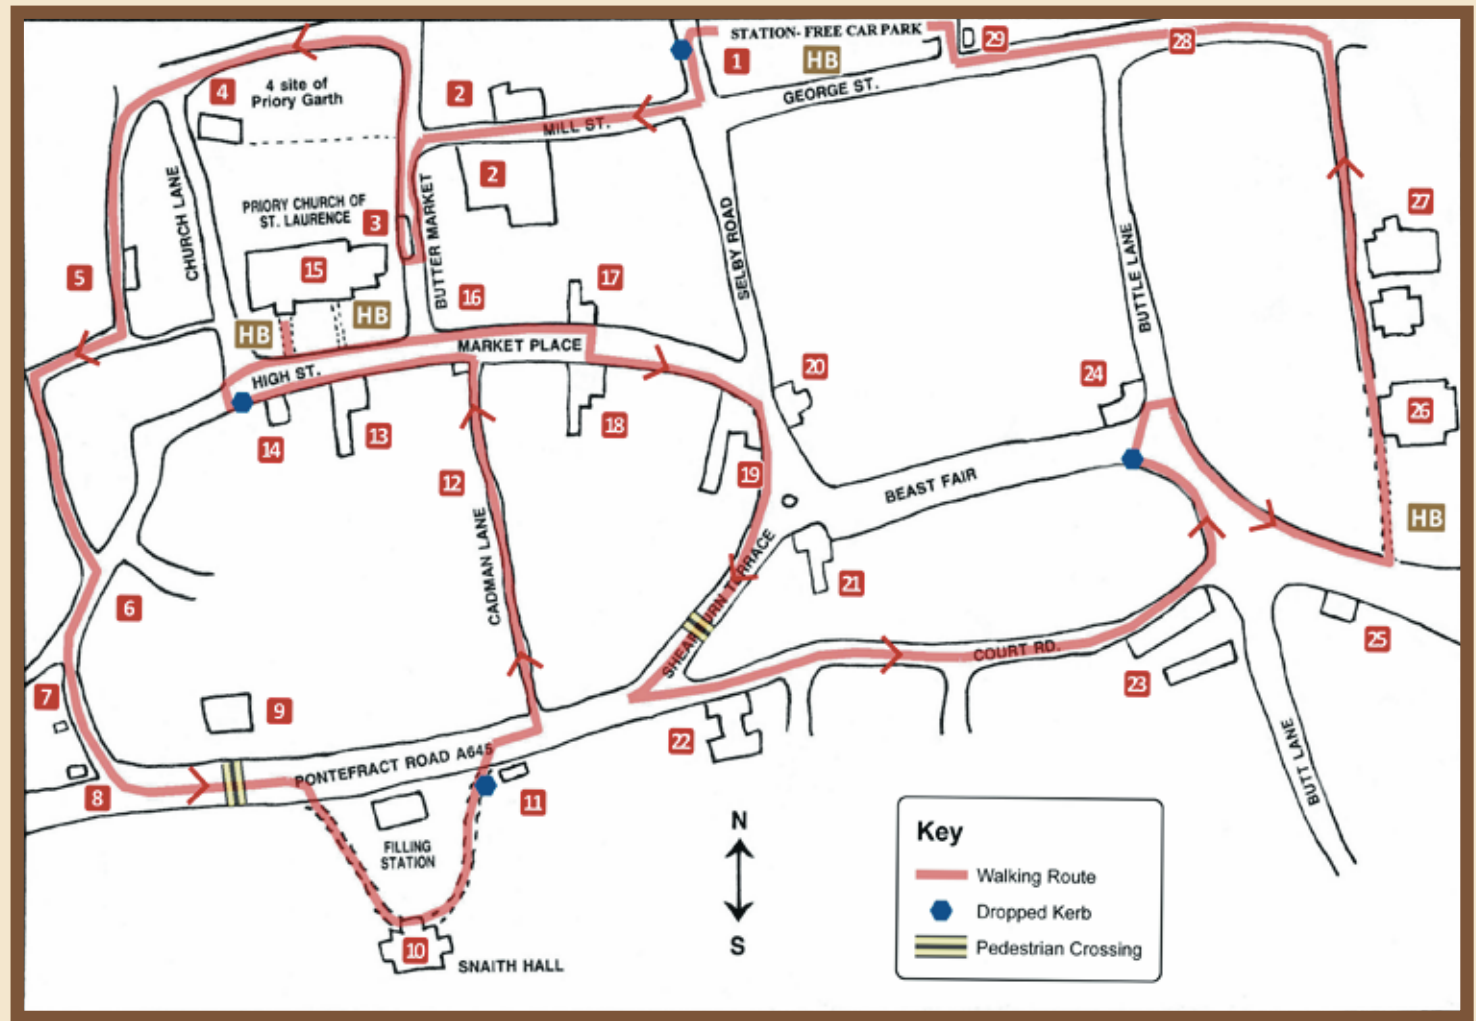 STATION- FREE CAR PARK
29
28
1
HB
GEORGE ST.
4
4 site of
Priory Garth
2
MILL ST.
2
CHURCH LANE
PRIORY CHURCH OF
ST. LAURENCE
3
BUTTER MARKET
SELBY ROAD
BUTTLE LANE
27
5
15
16
17
HB
HB
MARKET PLACE
HIGH ST.
20
24
26
14
13
18
12
19
BEAST FAIR
HB
CADMAN LANE
SHEARBURN TERRACE
21
6
25
COURT RD.
23
7
9
22
PONTEFRACT ROAD A645
8
11
BUTT LANE
FILLING
STATION
10
SNAITH HALL
N
S
Key
Walking Route
Dropped Kerb
Pedestrian Crossing